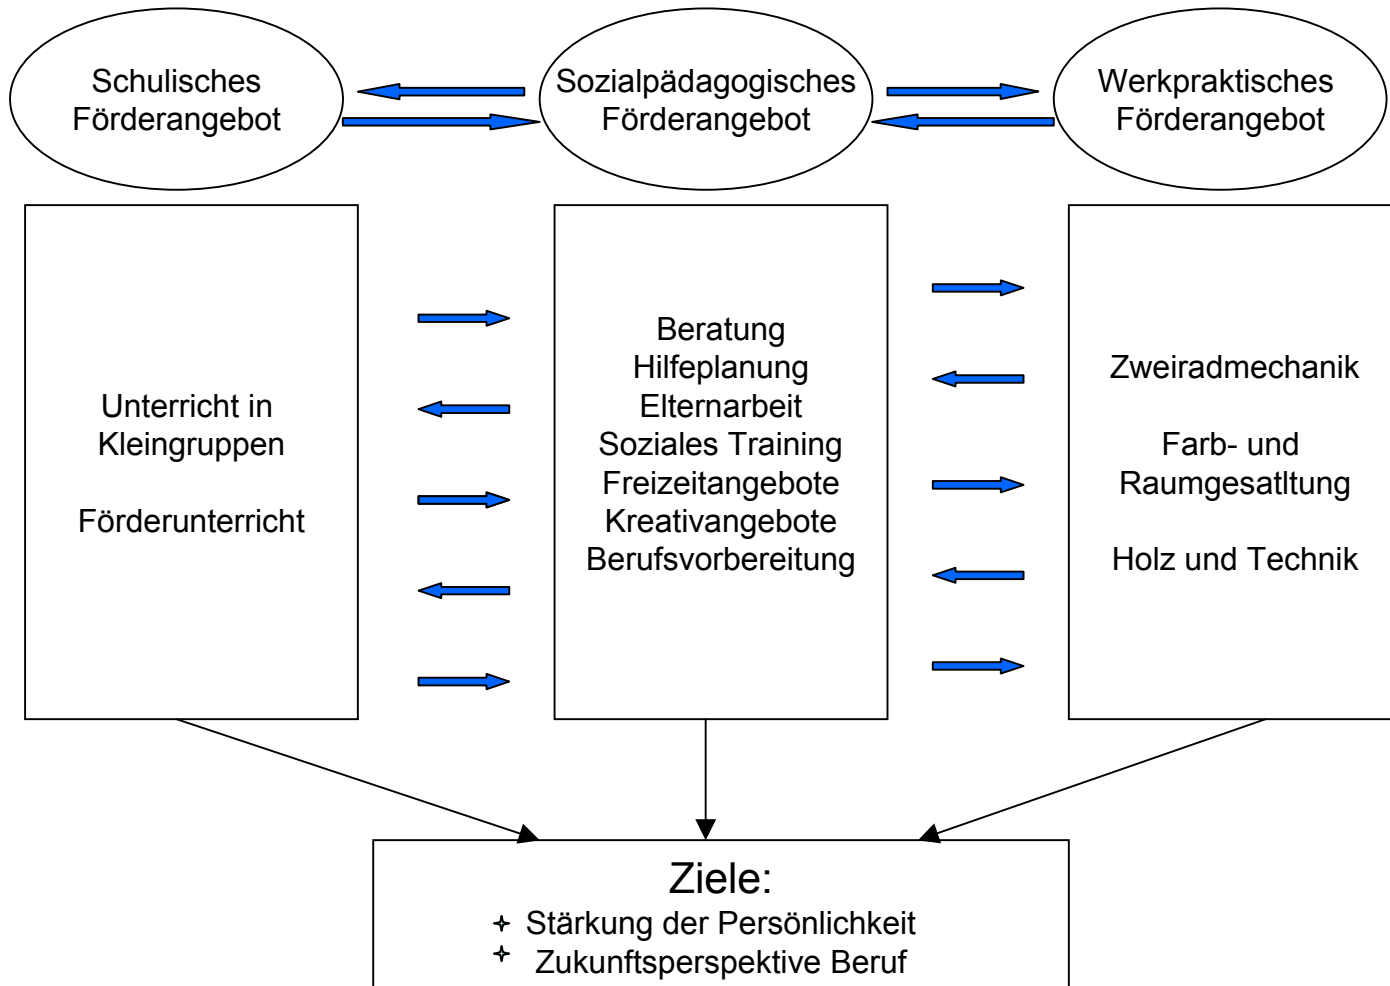 Schulisches
Förderangebot
Sozialpädagogisches
Förderangebot
Werkpraktisches
Förderangebot
Unterricht in
Kleingruppen
Förderunterricht
Beratung
Hilfeplanung
Elternarbeit
Soziales Training
Freizeitangebote
Kreativangebote
Berufsvorbereitung
Zweiradmechanik
Farb- und
Raumgesatltung
Holz und Technik
Ziele:
Stärkung der Persönlichkeit
Zukunftsperspektive Beruf